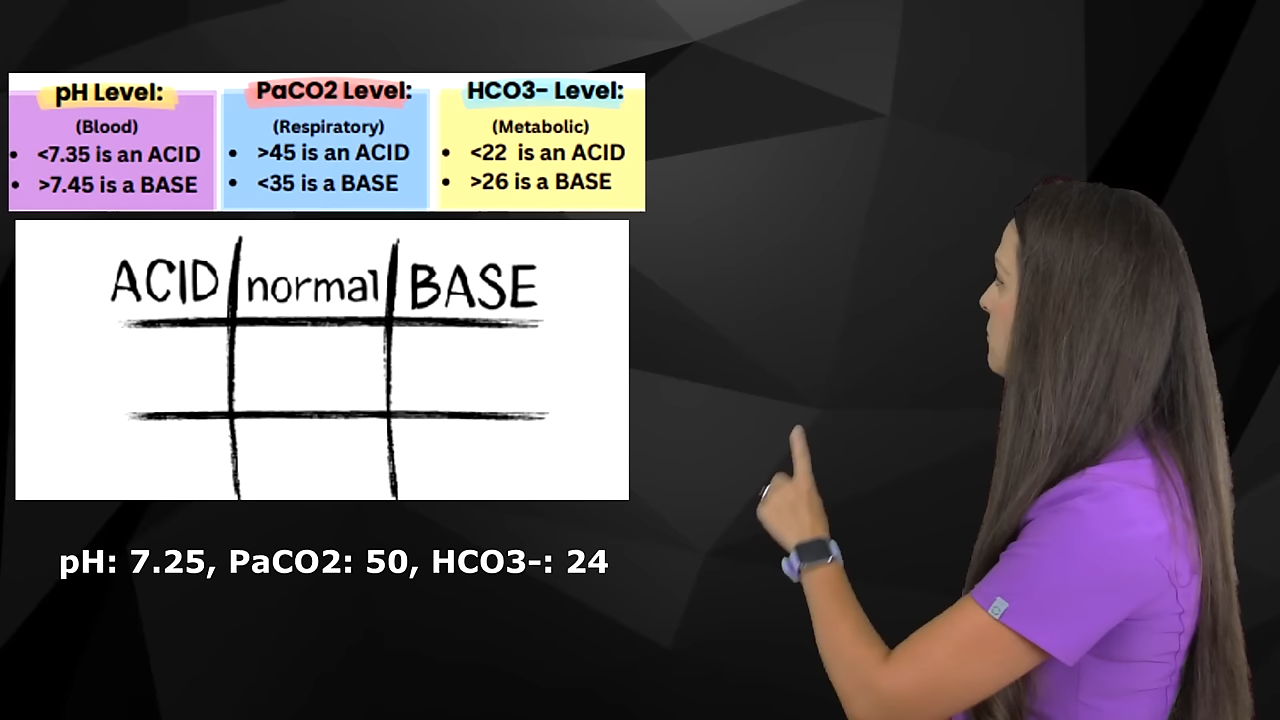 pH Level:
(Blood)
• <7.35 is an ACID
• >7.45 is a BASE
PaCO2 Level:
(Respiratory)
• >45 is an ACID
• <35 is a BASE
HCO3- Level:
(Metabolic)
• <22 is an ACID
• >26 is a BASE
ACID normal BASE
pH: 7.25, PaCO2: 50, HCO3-: 24